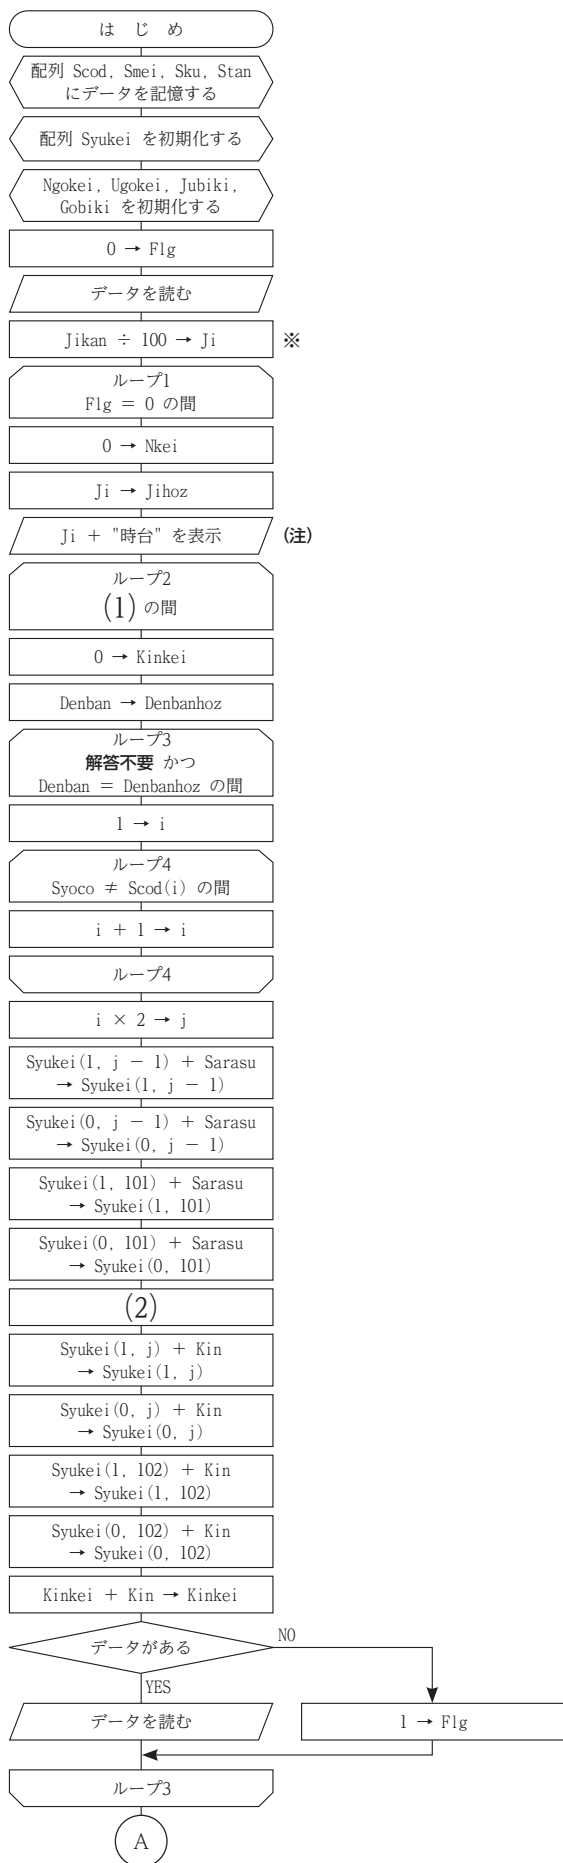 はじめ
配列 Scod, Smei, Sku, Stan
にデータを記憶する
配列 Syukei を初期化する
Ngokei, Ugokei, Jubiki,
Gobiki を初期化する
0 → Flg
データを読む
Jikan ÷ 100 → Ji ※
ループ1
Flg = 0 の間
0 → Nkei
Ji → Jihoz
Ji + "時台" を表示 (注)
ループ2
(1) の間
0 → Kinkei
Denban → Denbanhoz
ループ3
解答不要 かつ
Denban = Denbanhoz の間
1 → i
ループ4
Syoco ≠ Scod(i) の間
i + 1 → i
ループ4
i × 2 → j
Syukei(1, j - 1) + Sarasu
→ Syukei(1, j - 1)
Syukei(0, j - 1) + Sarasu
→ Syukei(0, j - 1)
Syukei(1, 101) + Sarasu
→ Syukei(1, 101)
Syukei(0, 101) + Sarasu
→ Syukei(0, 101)
(2)
Syukei(1, j) + Kin
→ Syukei(1, j)
Syukei(0, j) + Kin
→ Syukei(0, j)
Syukei(1, 102) + Kin
→ Syukei(1, 102)
Syukei(0, 102) + Kin
→ Syukei(0, 102)
Kinkei + Kin → Kinkei
データがある NO
YES
データを読む 1 → Flg
ループ3
A